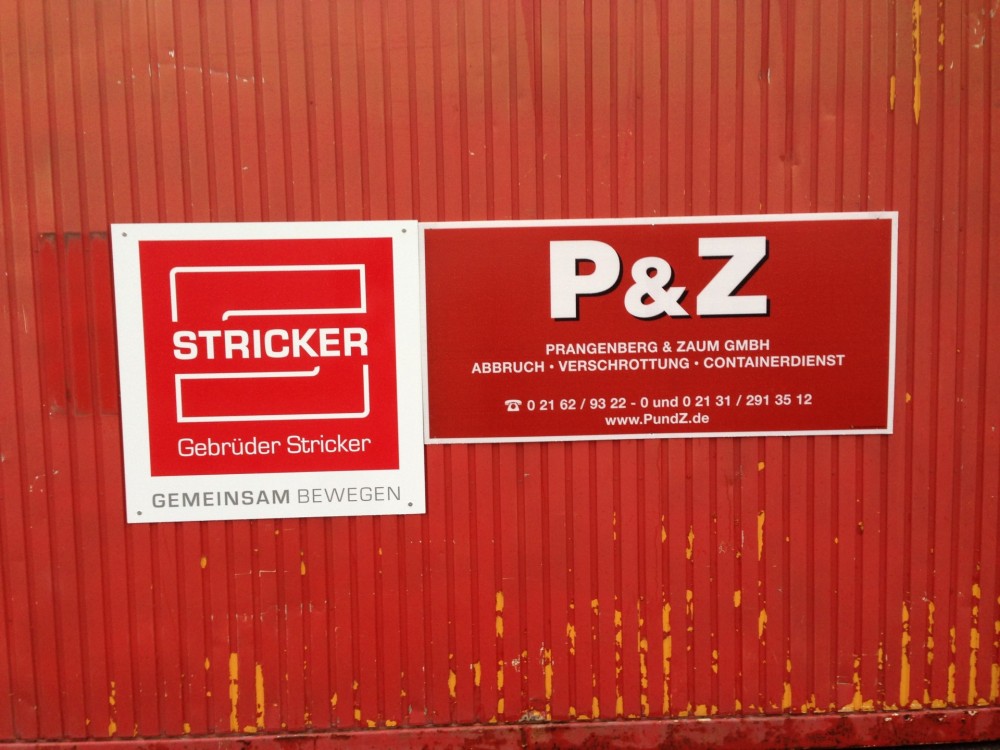 STRICKER
Gebrüder Stricker
GEMEINSAM BEWEGEN
P&Z
PRANGENBERG & ZAUM GMBH
ABBRUCH · VERSCHROTTUNG · CONTAINERDIENST
☎ 0 21 62 / 93 22 - 0 und 0 21 31 / 291 35 12
www.PundZ.de